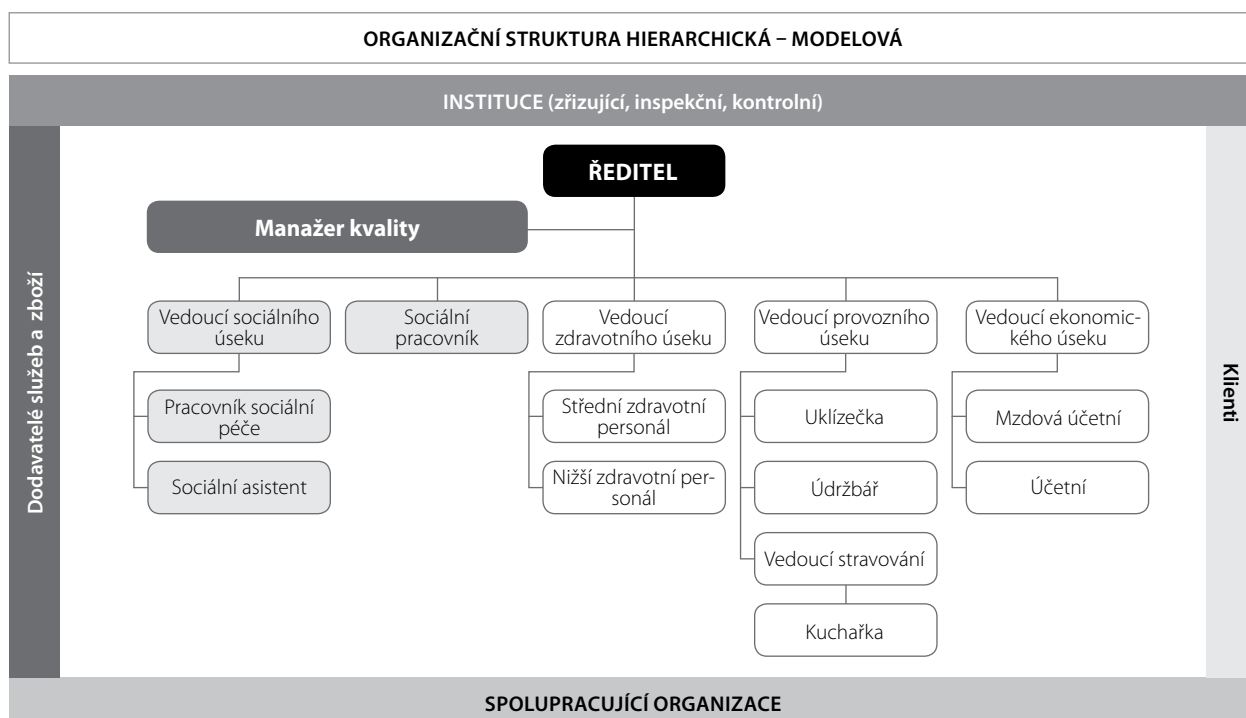 ORGANIZAČNÍ STRUKTURA HIERARCHICKÁ – MODELOVÁ
INSTITUCE (zřizující, inspekční, kontrolní)
Dodavatelé služeb a zboží
ŘEDITEL
Manažer kvality
Vedoucí sociálního
úseku
Sociální
pracovník
Vedoucí
zdravotního úseku
Vedoucí provozního
úseku
Vedoucí ekonomic-
kého úseku
Pracovník sociální
péče
Střední zdravotní
personál
Uklízečka
Mzdová účetní
Sociální asistent
Nižší zdravotní per-
sonál
Údržbář
Účetní
Vedoucí stravování
Kuchařka
Klienti
SPOLUPRACUJÍCÍ ORGANIZACE